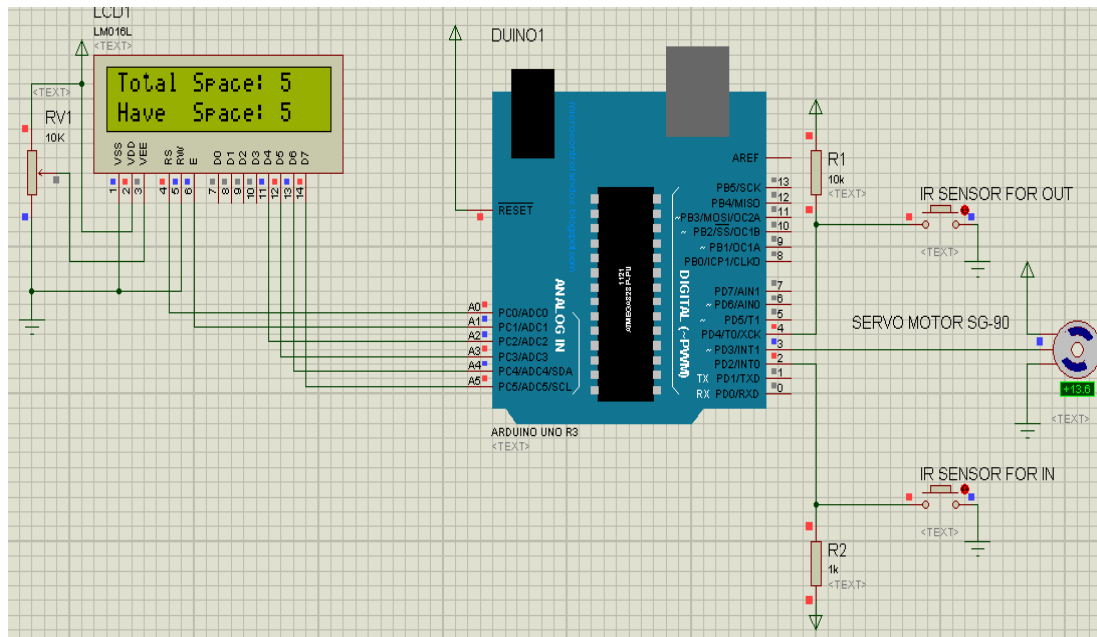 LCD1
LM016L
<TEXT>
Total Space: 5
Have Space: 5
<TEXT>
RV1
10K
VSS
VDD
VEE
RS
RW
E
D0
D1
D2
D3
D4
D5
D6
D7
1
2
3
4
5
6
7
8
9
10
11
12
13
14
DUINO1
RESET
A0
A1
A2
A3
A4
A5
PC0/ADC0
PC1/ADC1
PC2/ADC2
PC3/ADC3
PC4/ADC4/SDA
PC5/ADC5/SCL
ANALOG IN
1121
ATMEGA328P-PU
DIGITAL (~PWM)
AREF
PB5/SCK 13
PB4/MISO 12
~PB3/MOSI/OC2A 11
~ PB2/SS/OC1B 10
~ PB1/OC1A 9
PB0/ICP1/CLKO 8
PD7/AIN1 7
~ PD6/AIN0 6
~ PD5/T1 5
PD4/T0/XCK 4
~ PD3/INT1 3
PD2/INT0 2
TX PD1/TXD 1
RX PD0/RXD 0
ARDUINO UNO R3
<TEXT>
R1
10k
<TEXT>
IR SENSOR FOR OUT
<TEXT>
SERVO MOTOR SG-90
+13.6
<TEXT>
IR SENSOR FOR IN
<TEXT>
R2
1k
<TEXT>